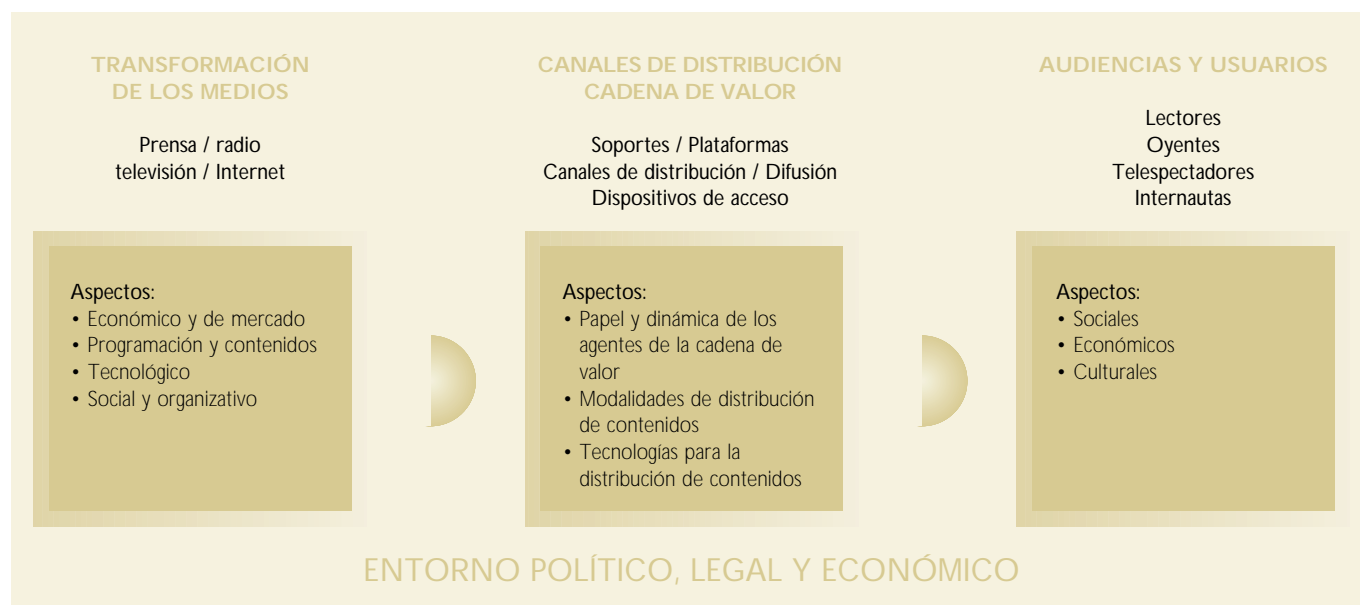 TRANSFORMACIÓN
DE LOS MEDIOS
Prensa / radio
televisión / Internet
Aspectos:
• Económico y de mercado
• Programación y contenidos
• Tecnológico
• Social y organizativo
CANALES DE DISTRIBUCIÓN
CADENA DE VALOR
Soportes / Plataformas
Canales de distribución / Difusión
Dispositivos de acceso
Aspectos:
• Papel y dinámica de los
agentes de la cadena de
valor
• Modalidades de distribución
de contenidos
• Tecnologías para la
distribución de contenidos
AUDIENCIAS Y USUARIOS
Lectores
Oyentes
Telespectadores
Internautas
Aspectos:
• Sociales
• Económicos
• Culturales
ENTORNO POLÍTICO, LEGAL Y ECONÓMICO